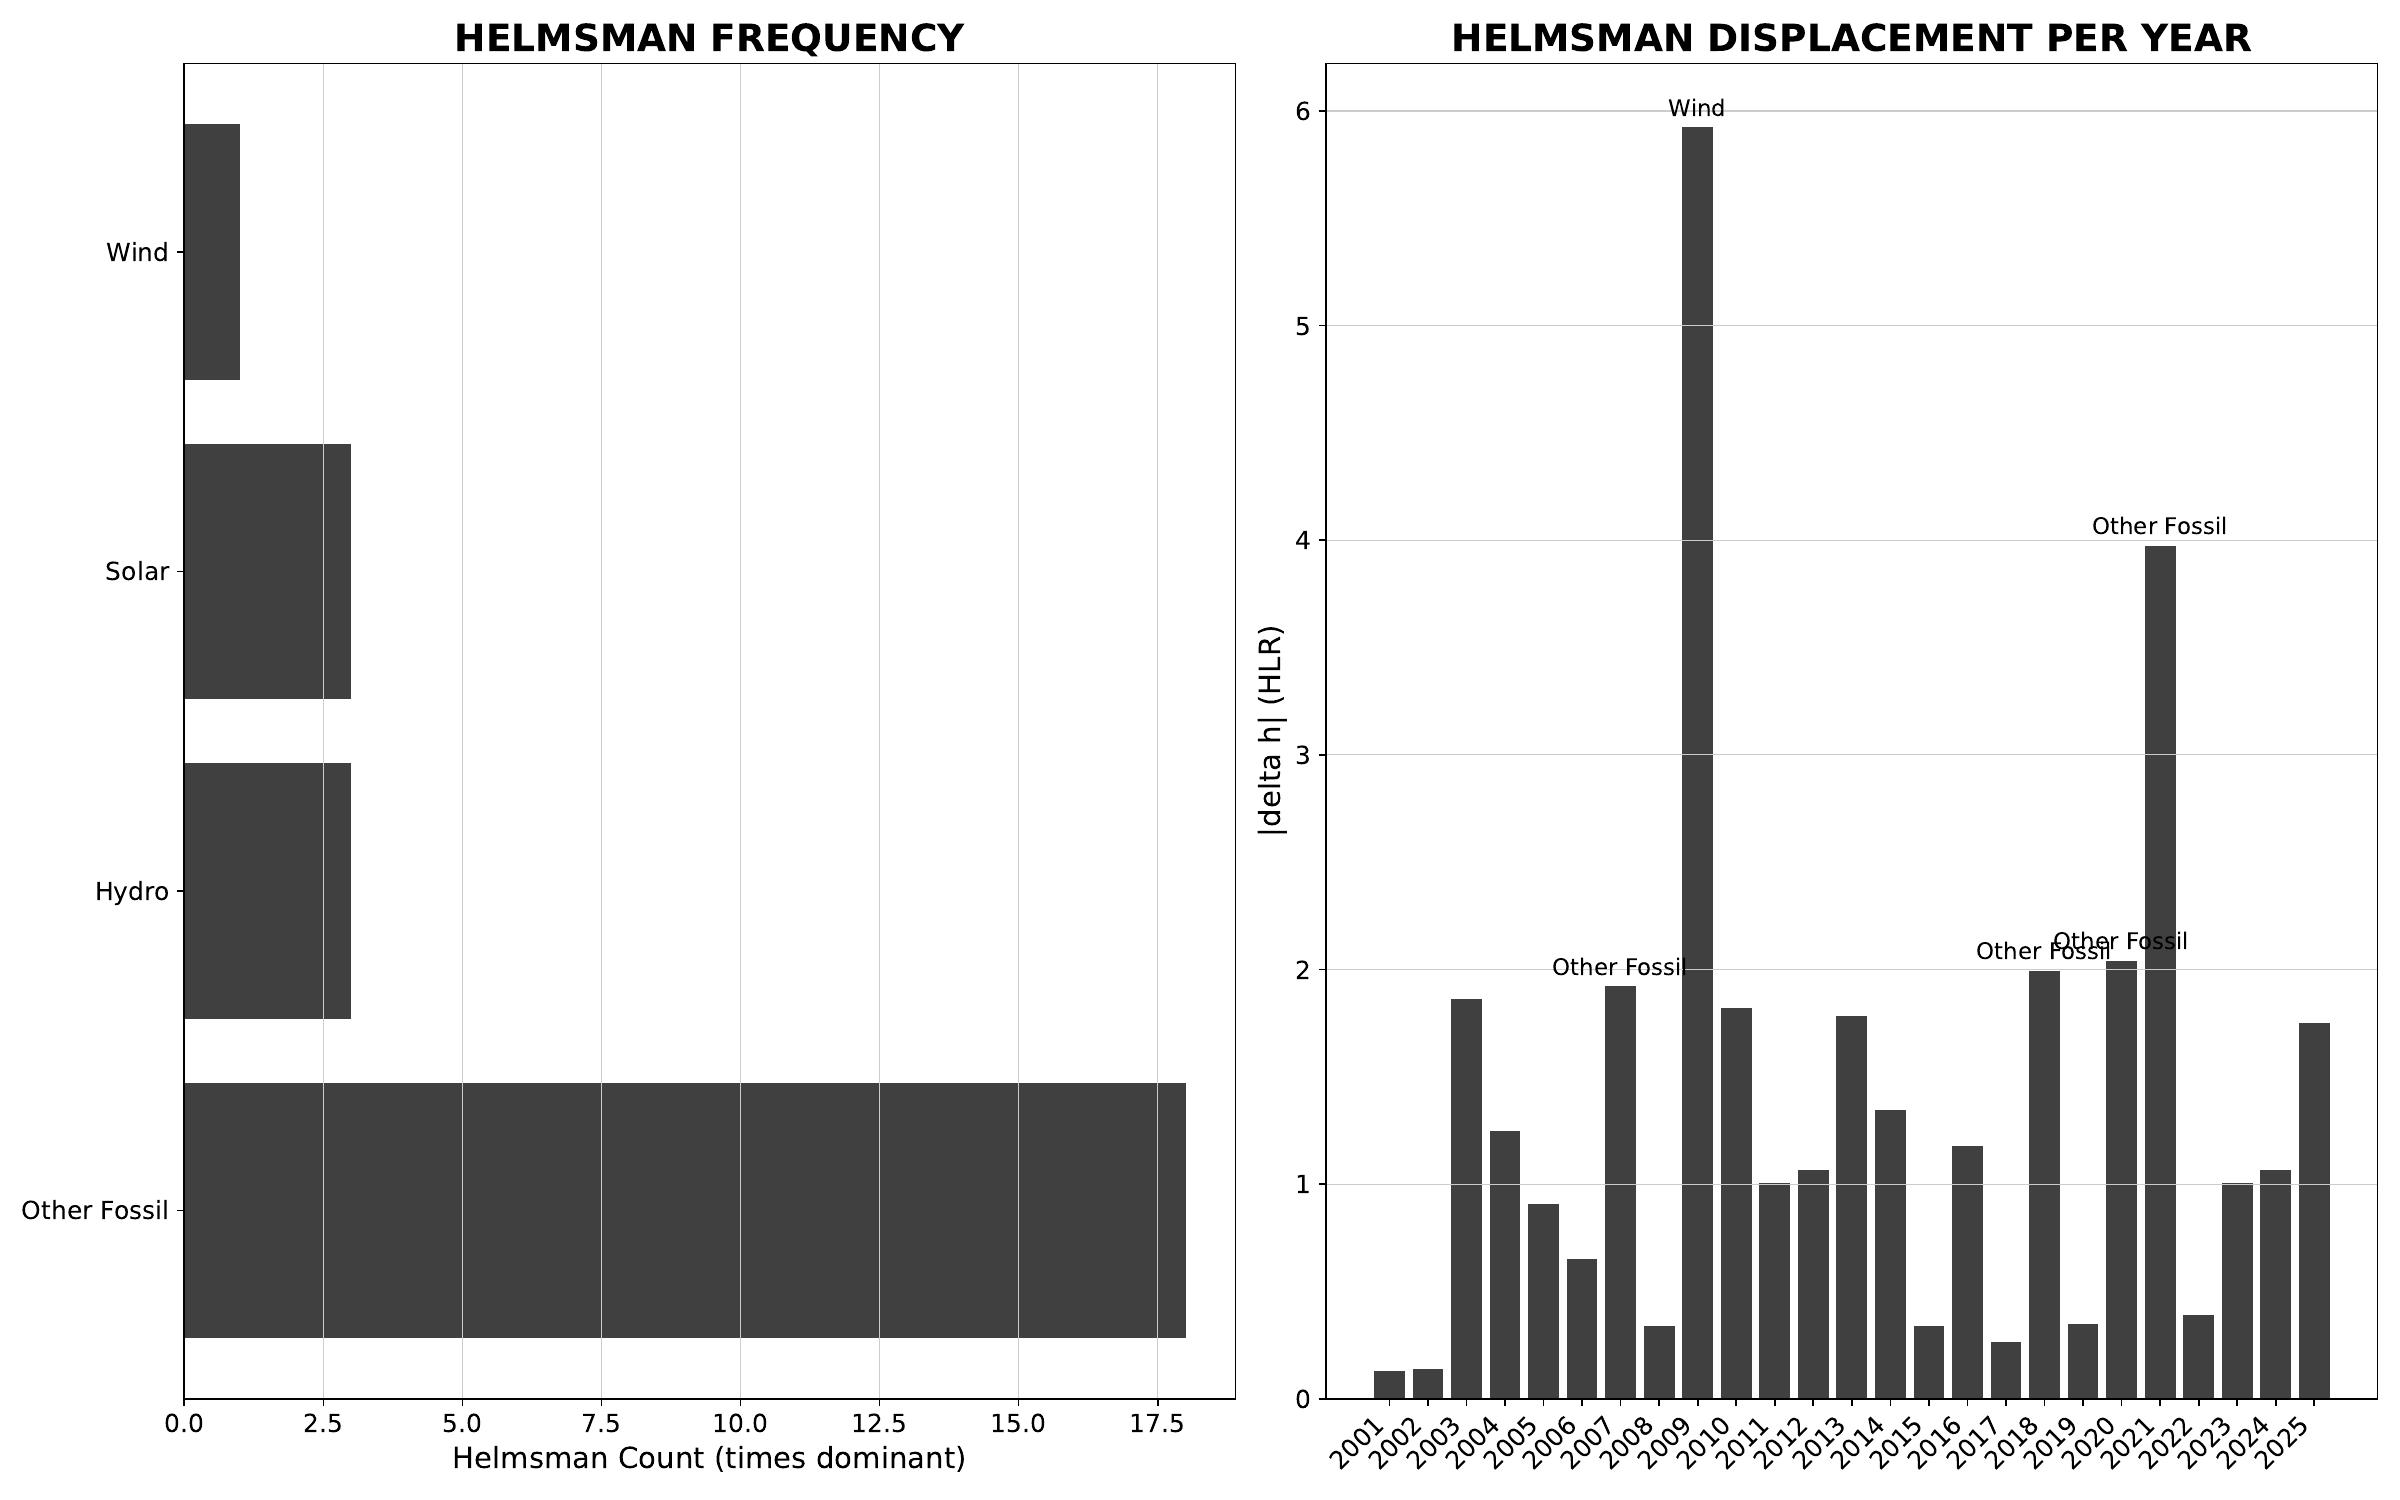 HELMSMAN FREQUENCY
Wind
Solar
Hydro
Other Fossil
0.0 2.5 5.0 7.5 10.0 12.5 15.0 17.5
Helmsman Count (times dominant)
HELMSMAN DISPLACEMENT PER YEAR
|delta h| (HLR)
6
5
4
3
2
1
0
Wind
Other Fossil
Other Fossil
Other Fossil
Other Fossil
2001 2002 2003 2004 2005 2006 2007 2008 2009 2010 2011 2012 2013 2014 2015 2016 2017 2018 2019 2020 2021 2022 2023 2024 2025